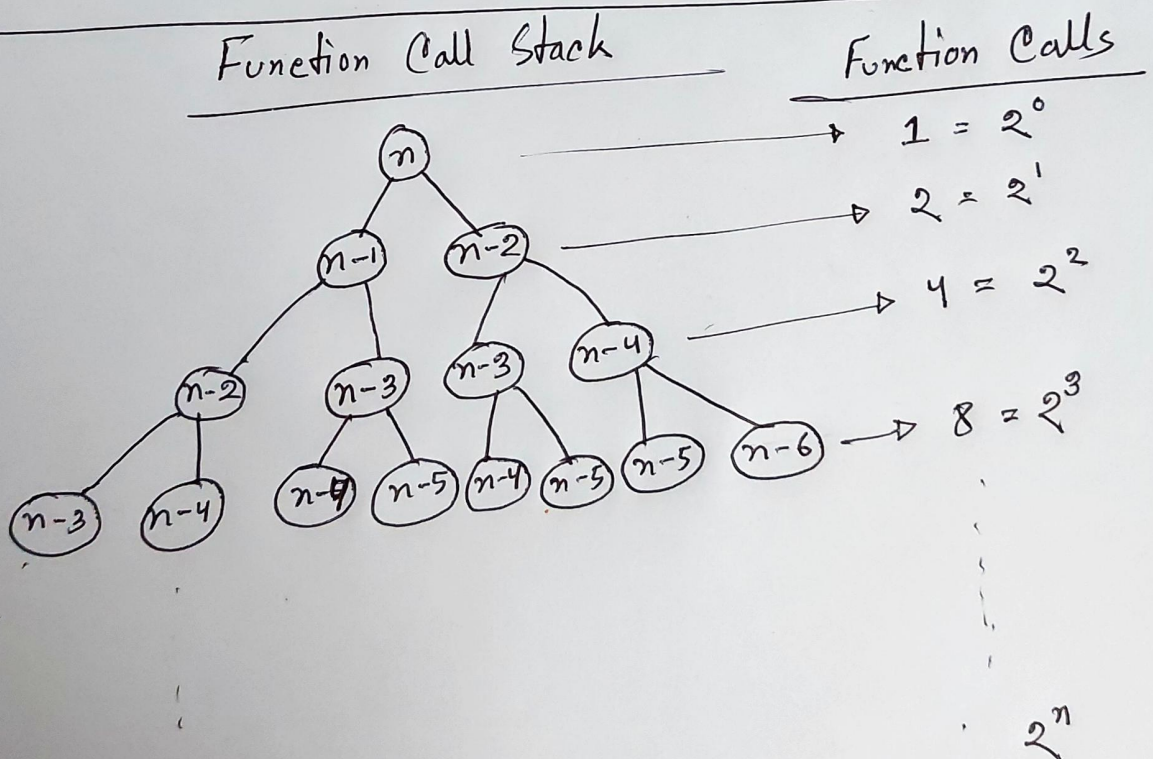 Function Call Stack
Function Calls
n
1 = 2⁰
n-1 n-2
2 = 2¹
n-2 n-3 n-3 n-4
4 = 2²
n-3 n-4 n-4 n-5 n-4 n-5 n-5 n-6
8 = 2³
2ⁿ